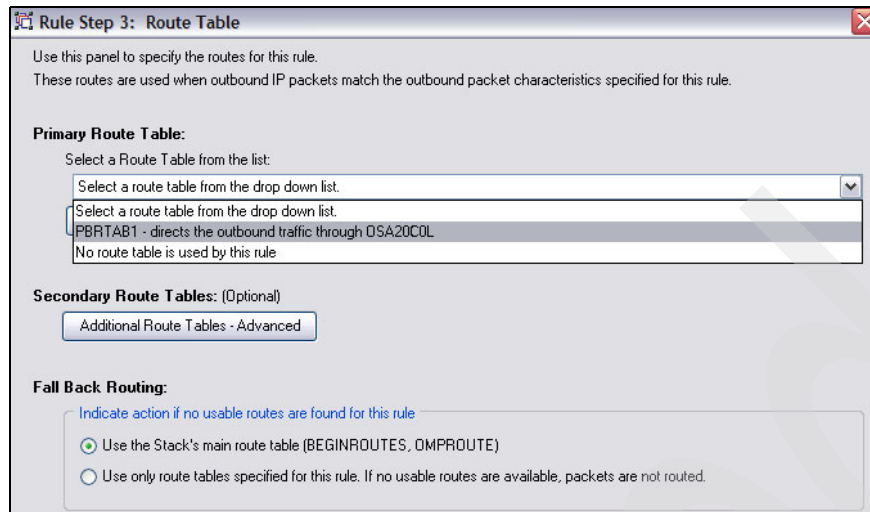 Rule Step 3: Route Table
Use this panel to specify the routes for this rule.
These routes are used when outbound IP packets match the outbound packet characteristics specified for this rule.
Primary Route Table:
Select a Route Table from the list:
Select a route table from the drop down list.
Select a route table from the drop down list.
PBRTAB1 - directs the outbound traffic through OSA20C0L
No route table is used by this rule
Secondary Route Tables: (Optional)
Additional Route Tables - Advanced
Fall Back Routing:
Indicate action if no usable routes are found for this rule
Use the Stack's main route table (BEGINROUTES, OMPROUTE)
Use only route tables specified for this rule. If no usable routes are available, packets are not routed.